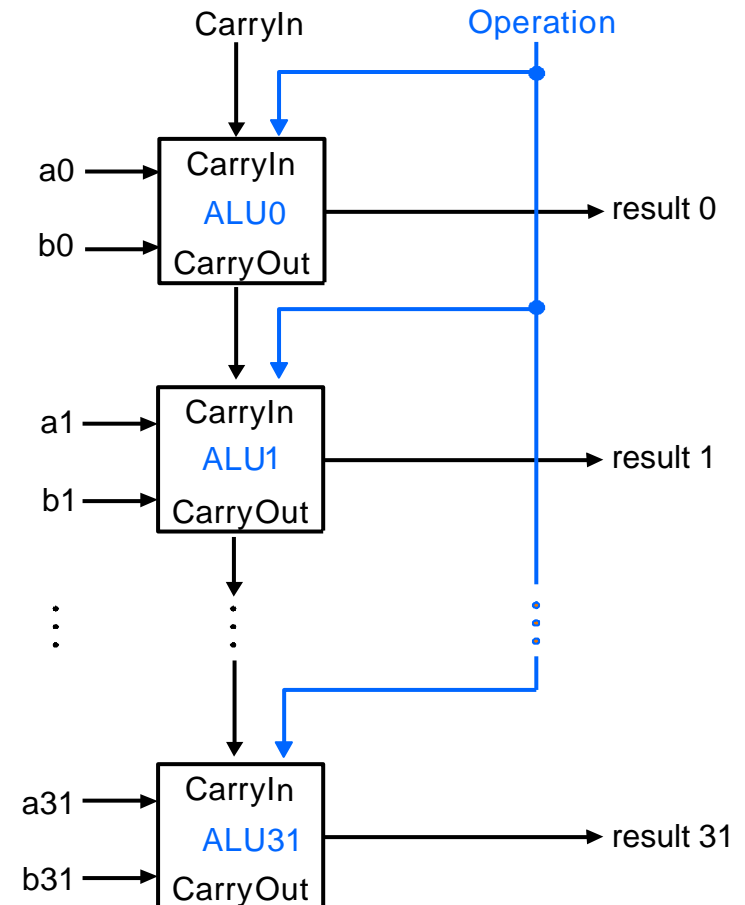 CarryIn Operation
a0 CarryIn
ALU0 result 0
b0 CarryOut
a1 CarryIn
ALU1 result 1
b1 CarryOut
a31 CarryIn
ALU31 result 31
b31 CarryOut